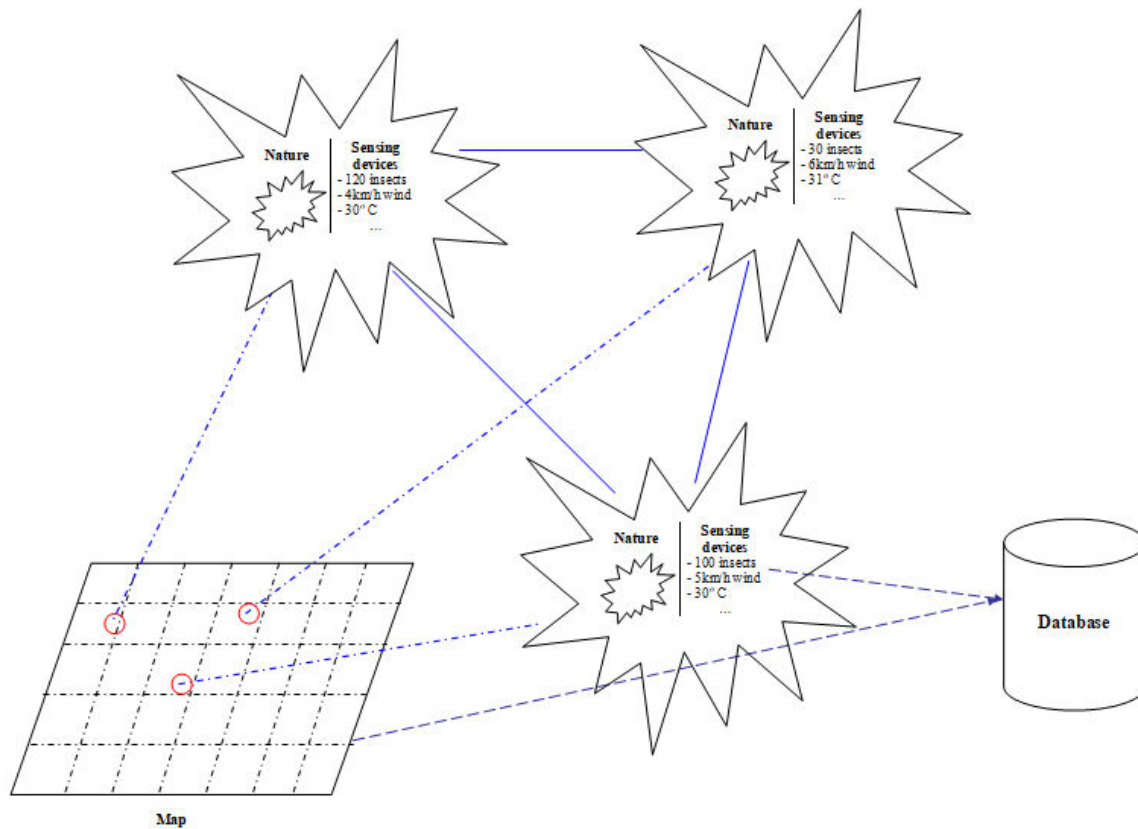 Nature
Sensing
devices
- 120 insects
- 4km/h wind
- 30° C
...
Nature
Sensing
devices
- 30 insects
- 6km/h wind
- 31° C
...
Nature
Sensing
devices
- 100 insects
- 5km/h wind
- 30° C
...
Database
Map